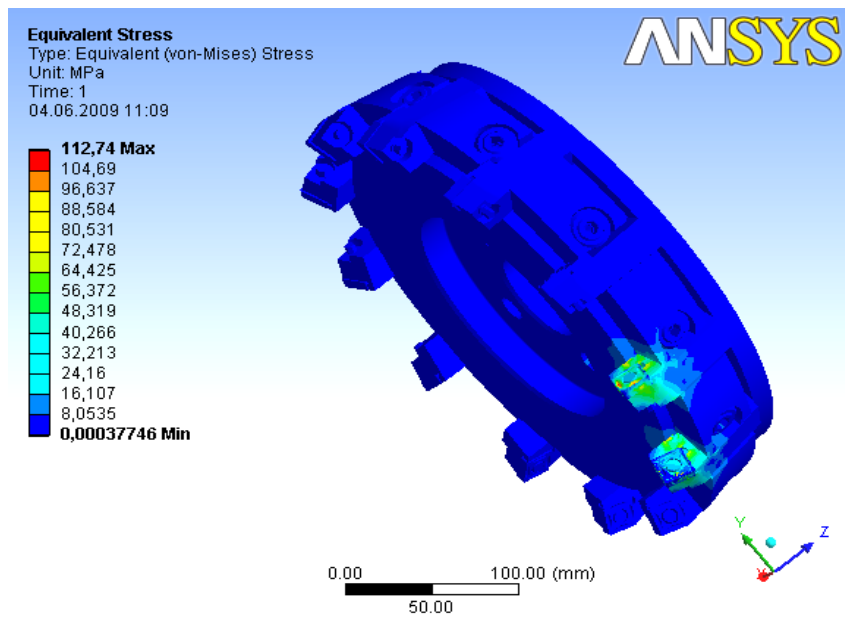 Equivalent Stress
Type: Equivalent (von-Mises) Stress
Unit: MPa
Time: 1
04.06.2009 11:09
ANSYS
112,74 Max
104,69
96,637
88,584
80,531
72,478
64,425
56,372
48,319
40,266
32,213
24,16
16,107
8,0535
0,00037746 Min
0.00
100.00 (mm)
50.00
Y
Z
X